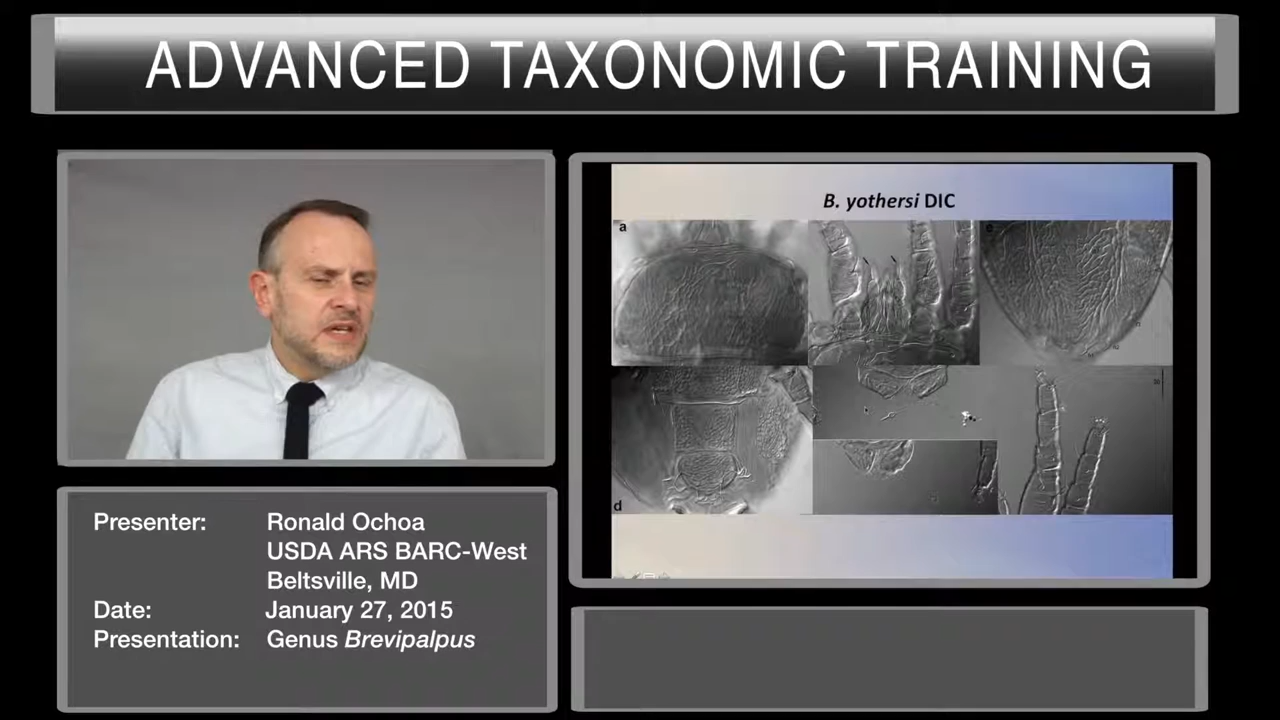 ADVANCED TAXONOMIC TRAINING
B. yothersi DIC
a
e
d
Presenter: Ronald Ochoa
USDA ARS BARC-West
Beltsville, MD
Date: January 27, 2015
Presentation: Genus Brevipalpus